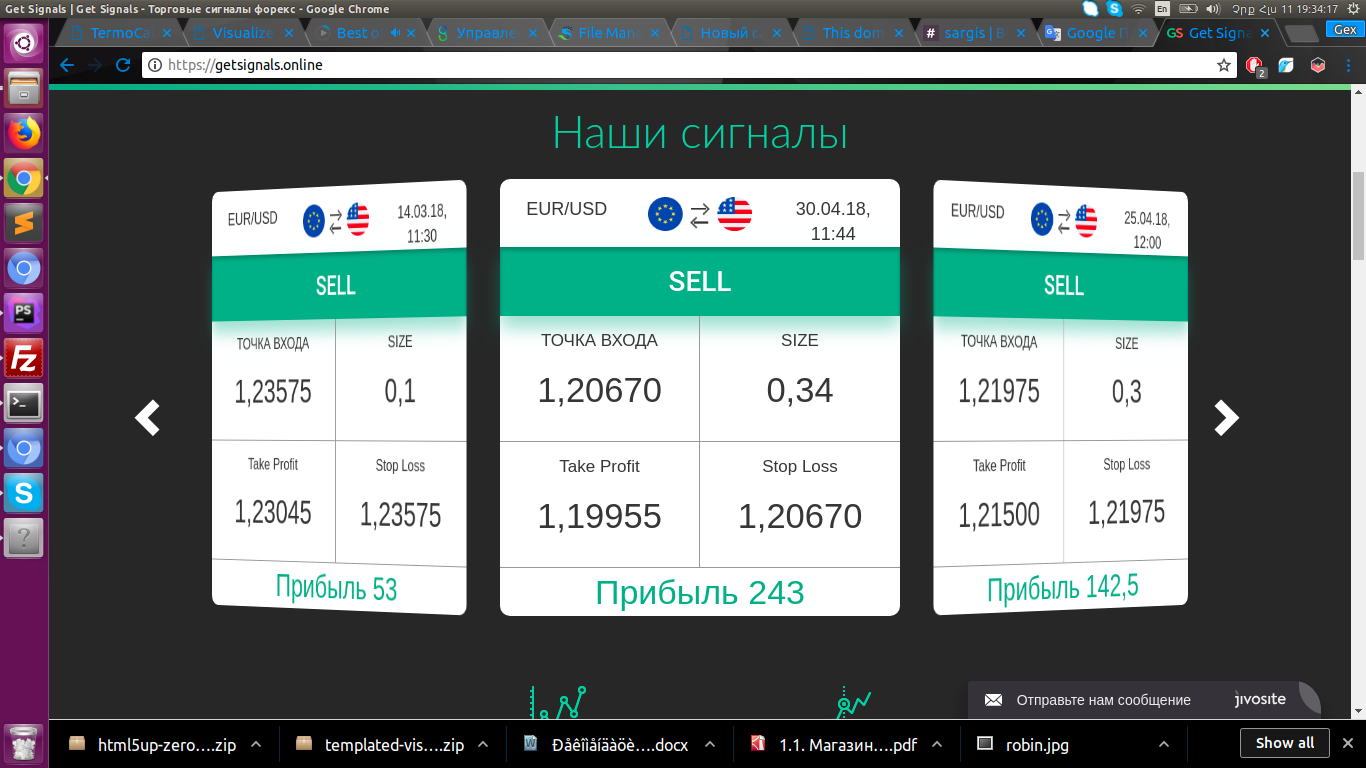 Get Signals | Get Signals - Торговые сигналы форекс - Google Chrome
En
Չրք Հլս 11 19:34:17
TermoCa
Visualize
Best o
Управле
File Man
Новый са
This dom
sargis | B
Google П
Get Signa
Gex
https://getsignals.online
2
Наши сигналы
EUR/USD
14.03.18,
11:30
SELL
ТОЧКА ВХОДА
SIZE
1,23575
0,1
Take Profit
Stop Loss
1,23045
1,23575
Прибыль 53
EUR/USD
30.04.18,
11:44
SELL
ТОЧКА ВХОДА
SIZE
1,20670
0,34
Take Profit
Stop Loss
1,19955
1,20670
Прибыль 243
EUR/USD
25.04.18,
12:00
SELL
ТОЧКА ВХОДА
SIZE
1,21975
0,3
Take Profit
Stop Loss
1,21500
1,21975
Прибыль 142,5
Отправьте нам сообщение
jivosite
html5up-zero....zip
templated-vis....zip
1.1. Магазин....pdf
robin.jpg
Show all